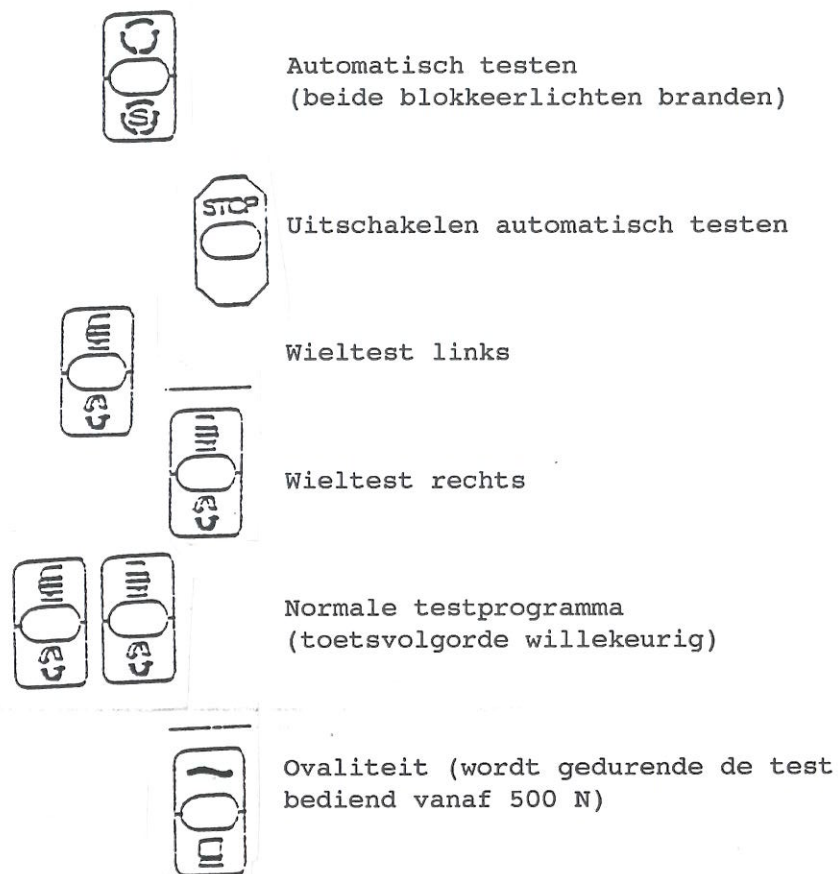 Automatisch testen
(beide blokkeerlichten branden)
STOP
Uitschakelen automatisch testen
Wieltest links
Wieltest rechts
Normale testprogramma
(toetsvolgorde willekeurig)
Ovaliteit (wordt gedurende de test
bediend vanaf 500 N)